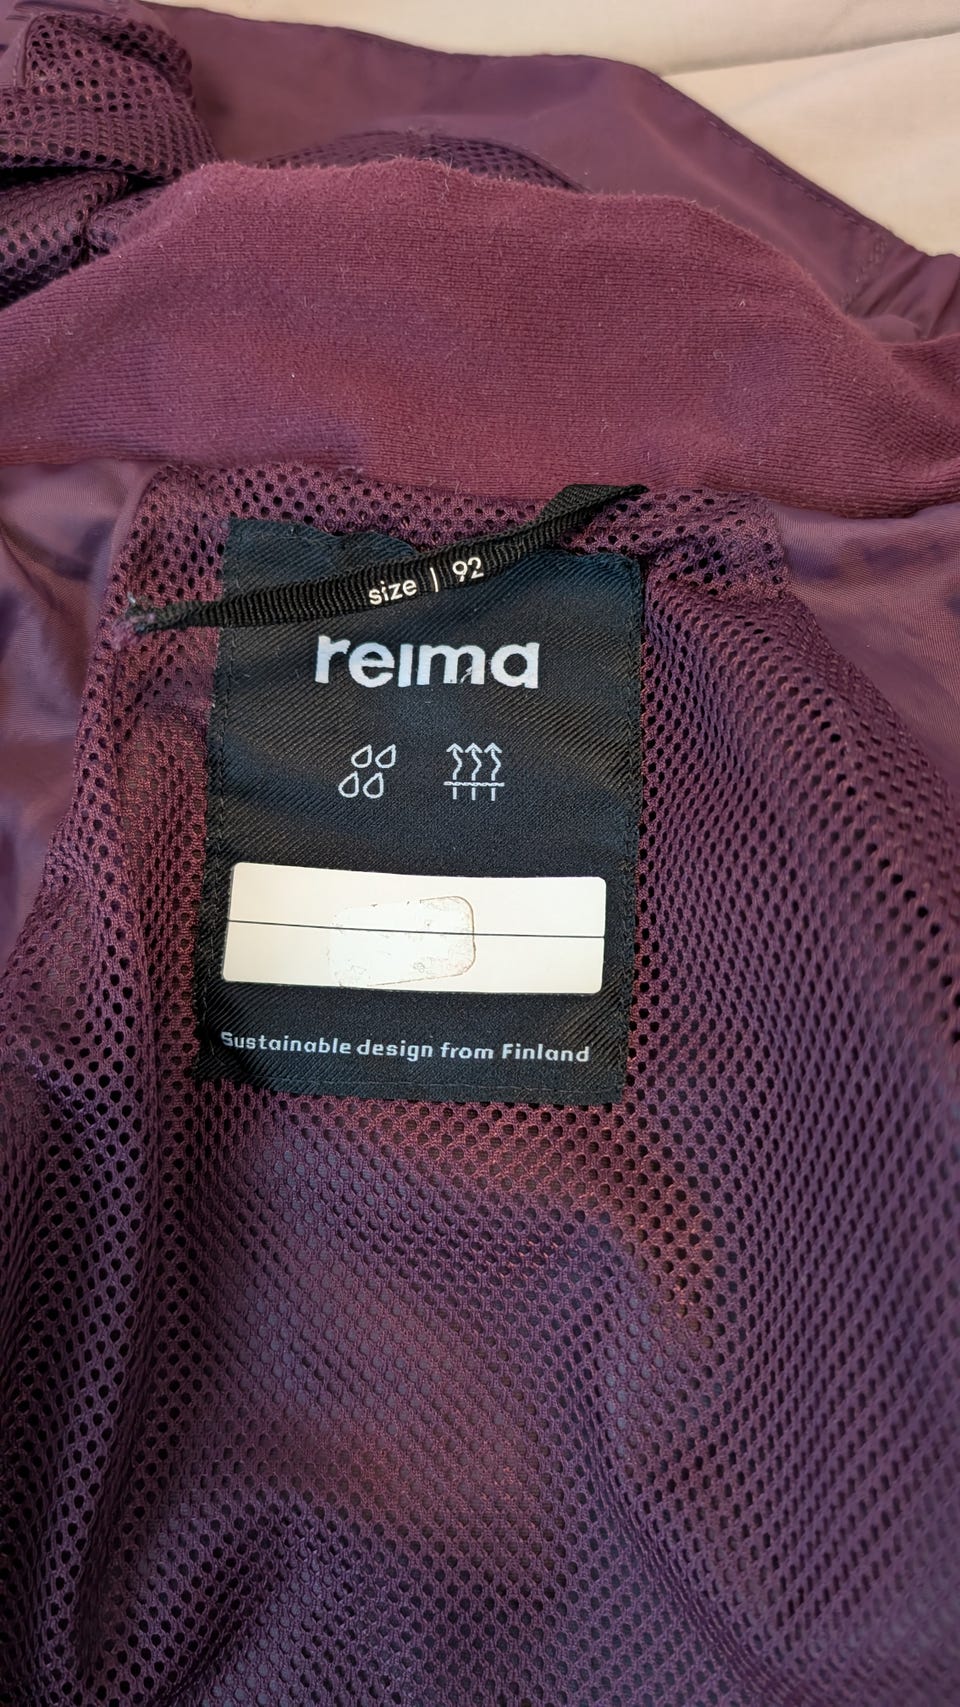 size | 92
reima
Sustainable design from Finland